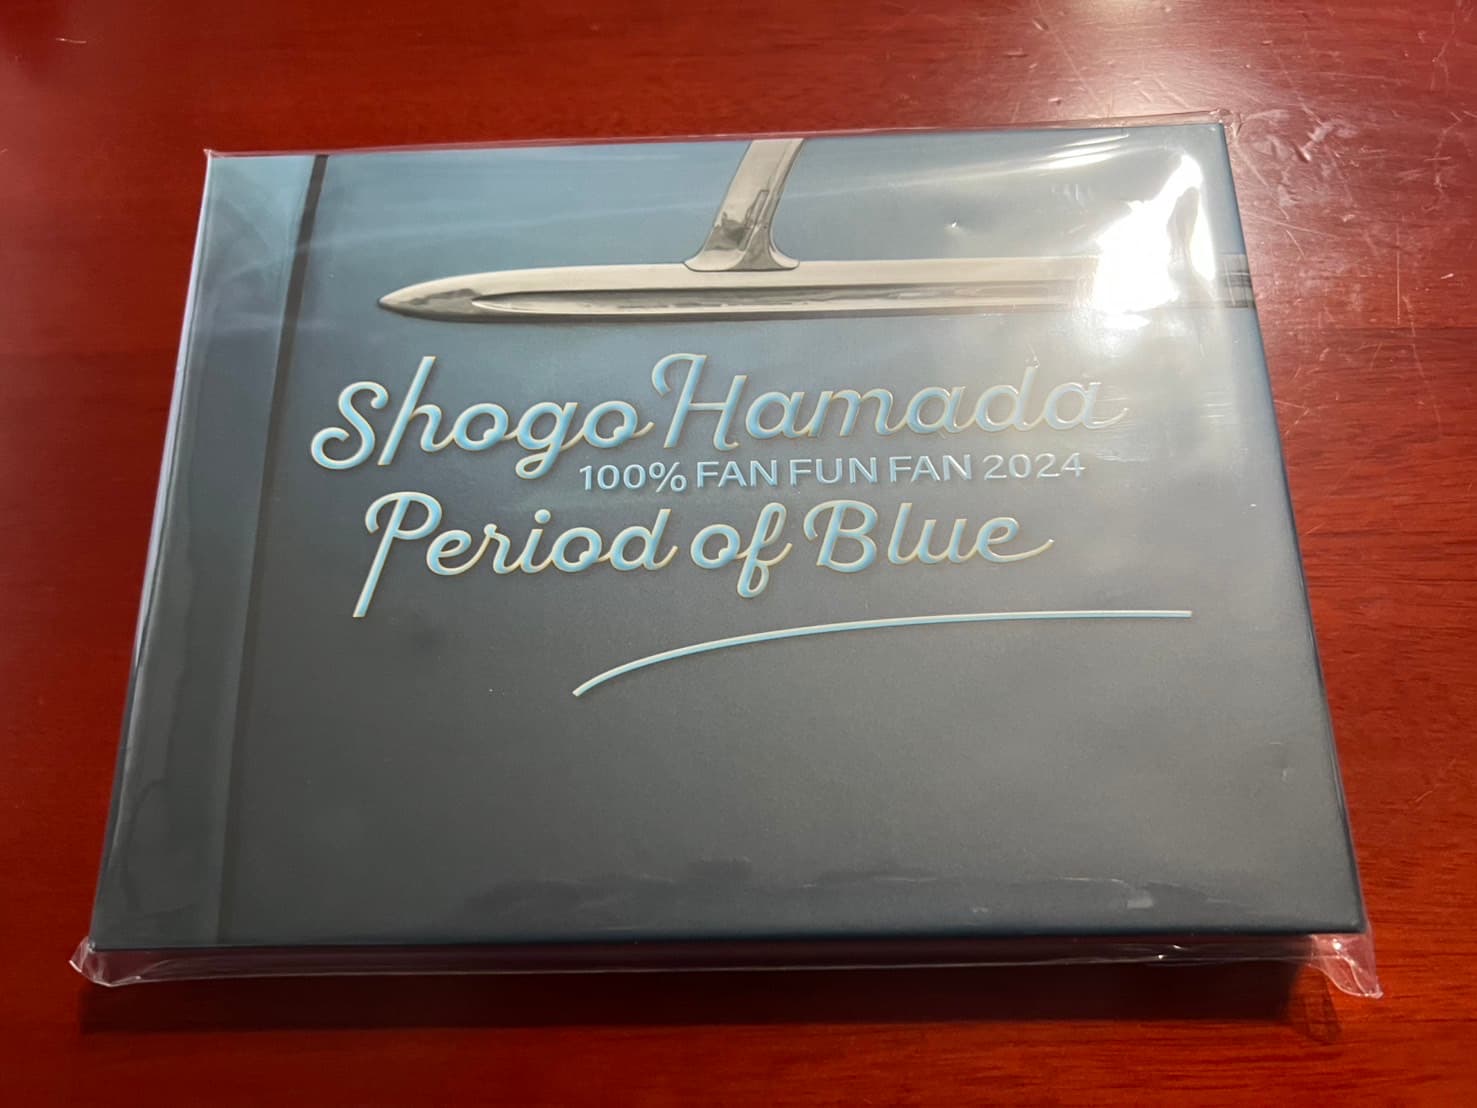 Shogo Hamada
100% FAN FUN FAN 2024
Period of Blue